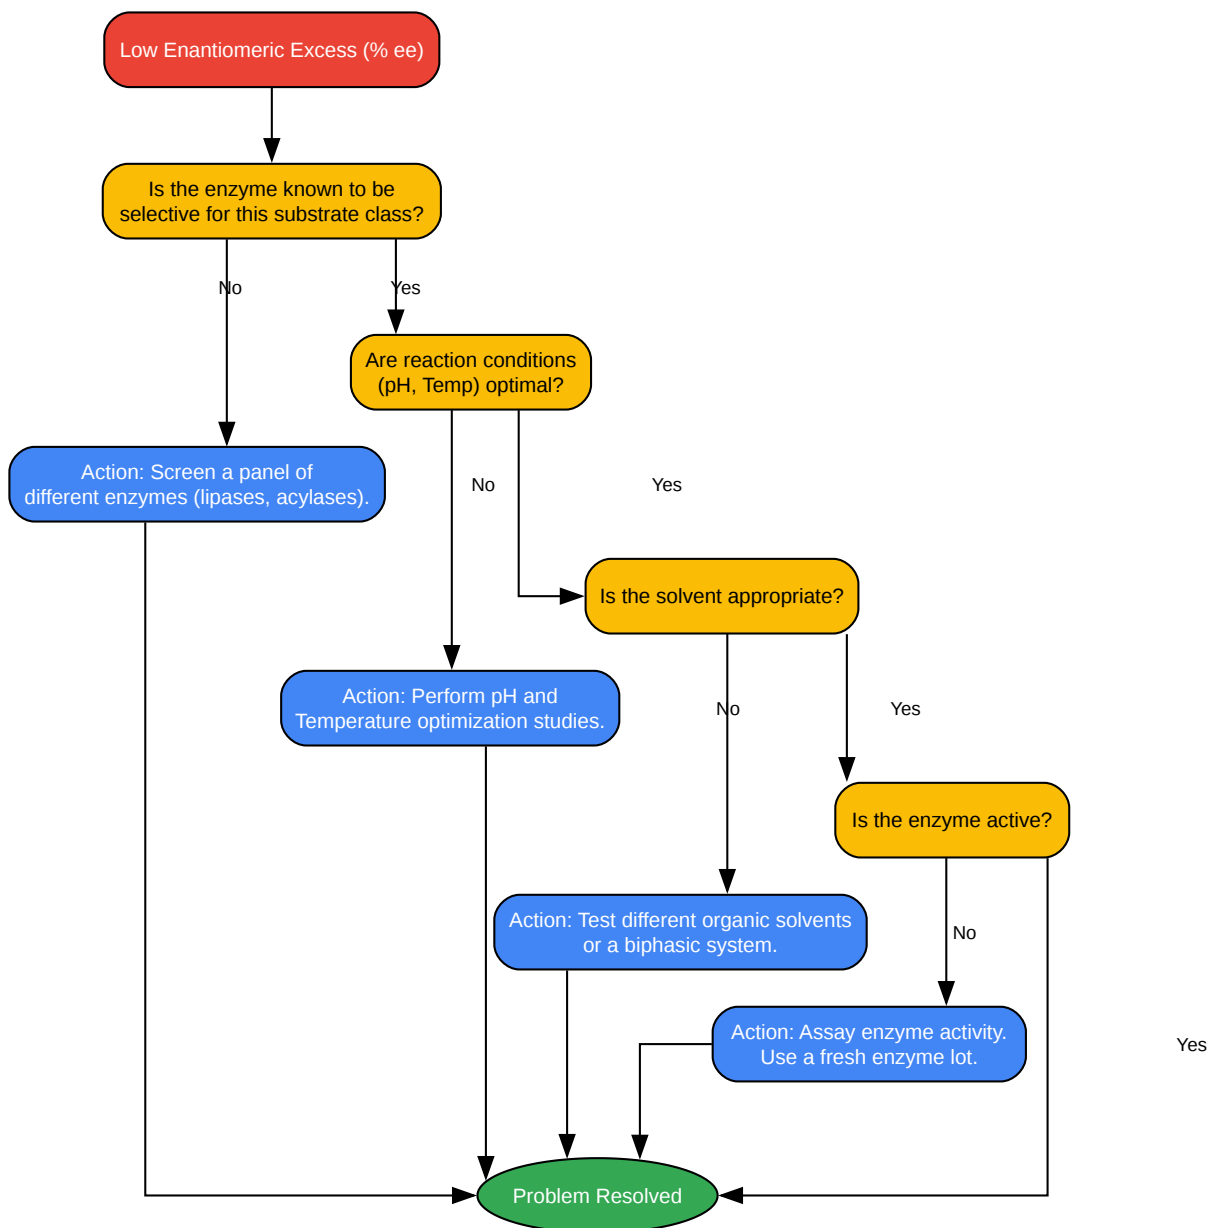 Low Enantiomeric Excess (% ee)
Is the enzyme known to be
selective for this substrate class?
No
Yes
Are reaction conditions
(pH, Temp) optimal?
Action: Screen a panel of
different enzymes (lipases, acylases).
No
Yes
Is the solvent appropriate?
Action: Perform pH and
Temperature optimization studies.
No
Yes
Is the enzyme active?
Action: Test different organic solvents
or a biphasic system.
No
Action: Assay enzyme activity.
Use a fresh enzyme lot.
Yes
Problem Resolved